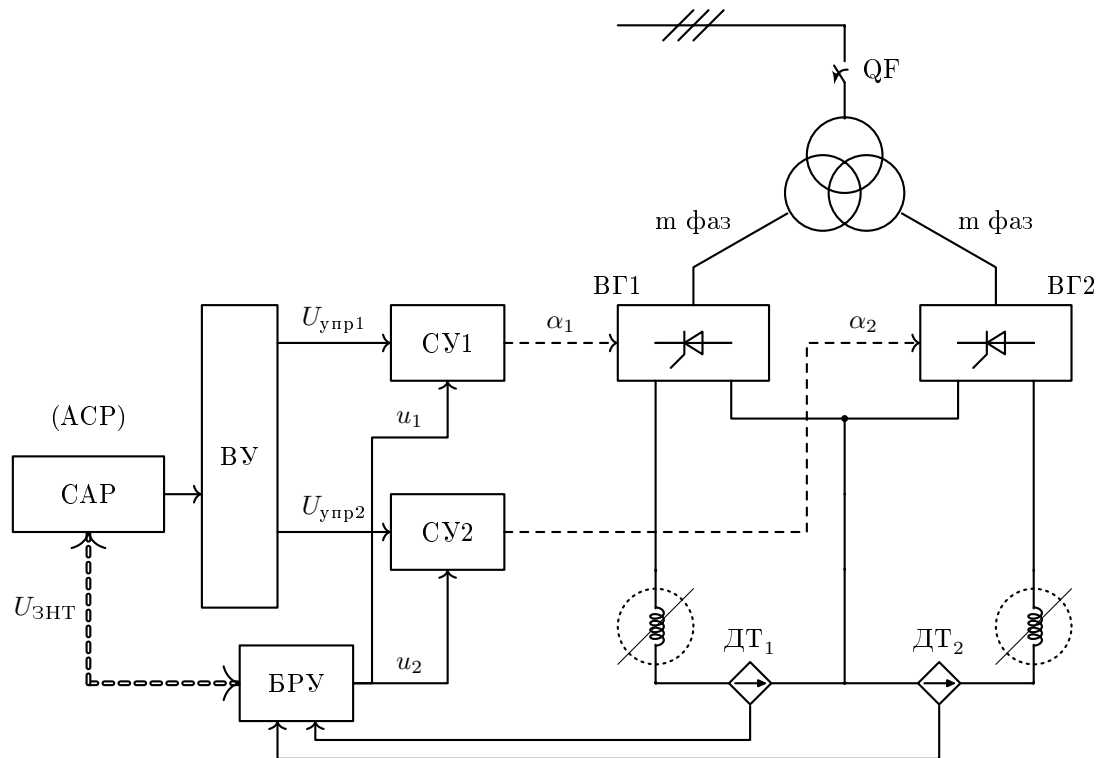 QF
m фаз
m фаз
ВГ1
ВГ2
Uупр1
СУ1
α1
α2
(АСР)
u1
ВУ
САР
Uупр2
СУ2
UЗНТ
ДТ1
ДТ2
u2
БРУ